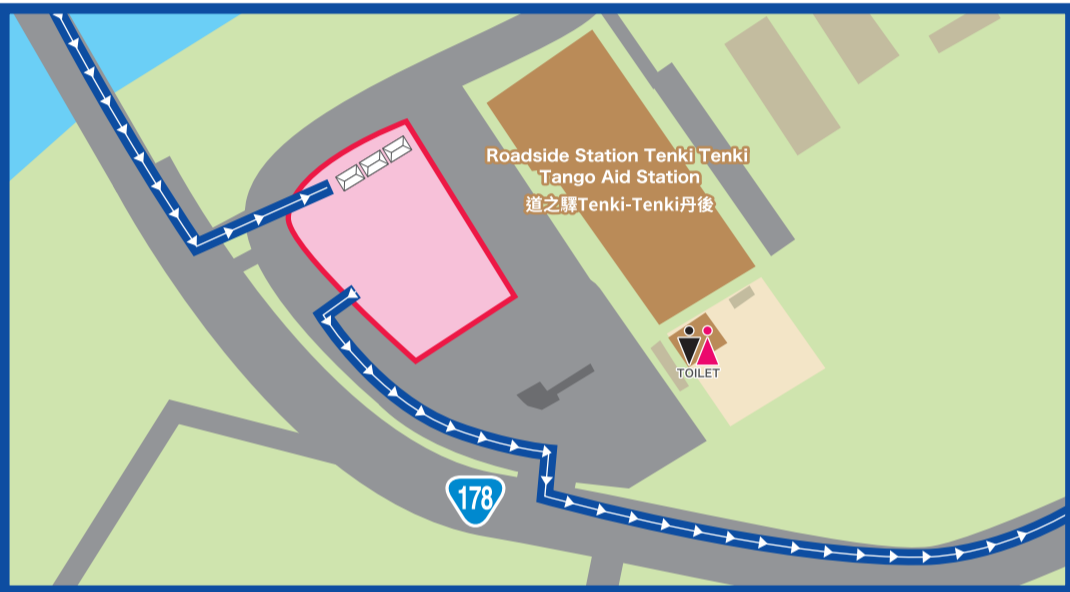 Roadside Station Tenki Tenki
Tango Aid Station
道之驛Tenki-Tenki丹後
TOILET
178